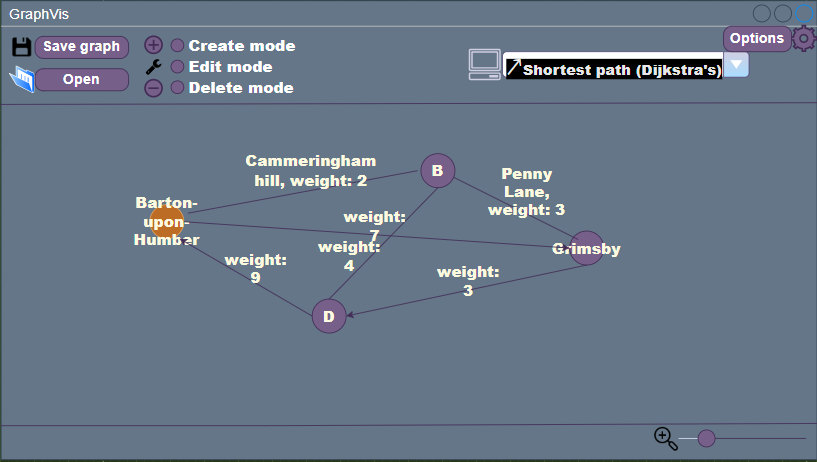 GraphVis
Save graph
Open
Create mode
Edit mode
Delete mode
Options
Shortest path (Dijkstra's)
Cammeringham
hill, weight: 2
B
Penny
Lane,
weight: 3
Barton-
upon-
Humber
weight:
7
weight:
4
Grimsby
weight:
9
weight:
3
D